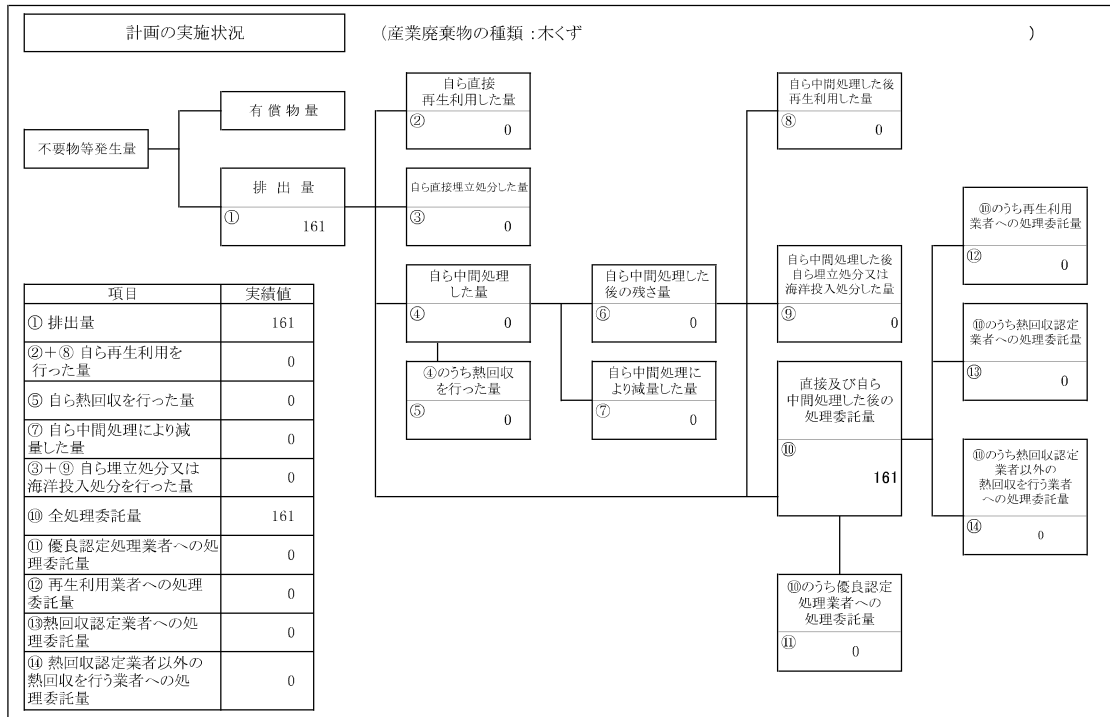 計画の実施状況
(産業廃棄物の種類：木くず )
不要物等発生量
有償物量
排出量
① 161
自ら直接
再生利用した量
② 0
自ら直接埋立処分した量
③ 0
自ら中間処理
した量
④ 0
④のうち熱回収
を行った量
⑤ 0
自ら中間処理した
後の残さ量
⑥ 0
自ら中間処理に
より減量した量
⑦ 0
自ら中間処理した後
再生利用した量
⑧ 0
自ら中間処理した後
自ら埋立処分又は
海洋投入処分した量
⑨ 0
直接及び自ら
中間処理した後の
処理委託量
⑩ 161
⑩のうち優良認定
処理業者への
処理委託量
⑪ 0
⑩のうち再生利用
業者への処理委託量
⑫ 0
⑩のうち熱回収認定
業者への処理委託量
⑬ 0
⑩のうち熱回収認定
業者以外の
熱回収を行う業者
への処理委託量
⑭ 0
項目 実績値
① 排出量 161
②＋⑧ 自ら再生利用を
行った量 0
⑤ 自ら熱回収を行った量 0
⑦ 自ら中間処理により減
量した量 0
③＋⑨ 自ら埋立処分又は
海洋投入処分を行った量 0
⑩ 全処理委託量 161
⑪ 優良認定処理業者への処
理委託量 0
⑫ 再生利用業者への処理
委託量 0
⑬熱回収認定業者への処
理委託量 0
⑭ 熱回収認定業者以外の
熱回収を行う業者への処
理委託量 0